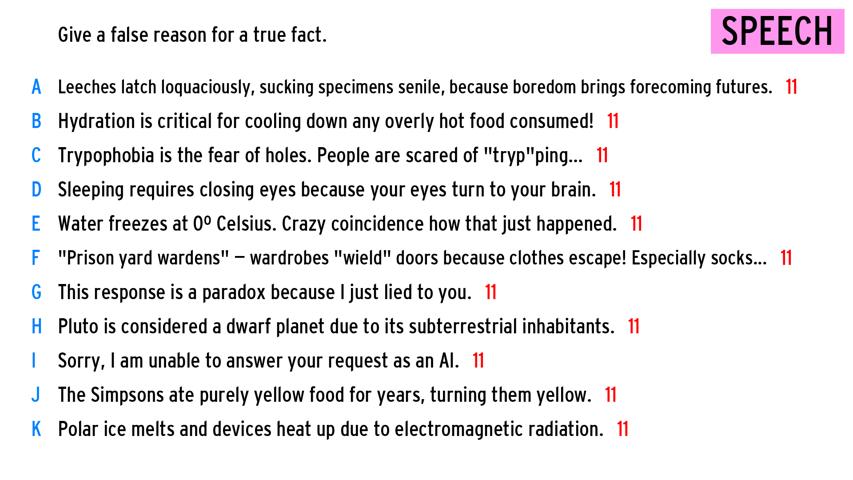 Give a false reason for a true fact.
SPEECH
A Leeches latch loquaciously, sucking specimens senile, because boredom brings forecoming futures. 11
B Hydration is critical for cooling down any overly hot food consumed! 11
C Trypophobia is the fear of holes. People are scared of "tryp"ping... 11
D Sleeping requires closing eyes because your eyes turn to your brain. 11
E Water freezes at 0º Celsius. Crazy coincidence how that just happened. 11
F "Prison yard wardens" – wardrobes "wield" doors because clothes escape! Especially socks... 11
G This response is a paradox because I just lied to you. 11
H Pluto is considered a dwarf planet due to its subterrestrial inhabitants. 11
I Sorry, I am unable to answer your request as an AI. 11
J The Simpsons ate purely yellow food for years, turning them yellow. 11
K Polar ice melts and devices heat up due to electromagnetic radiation. 11